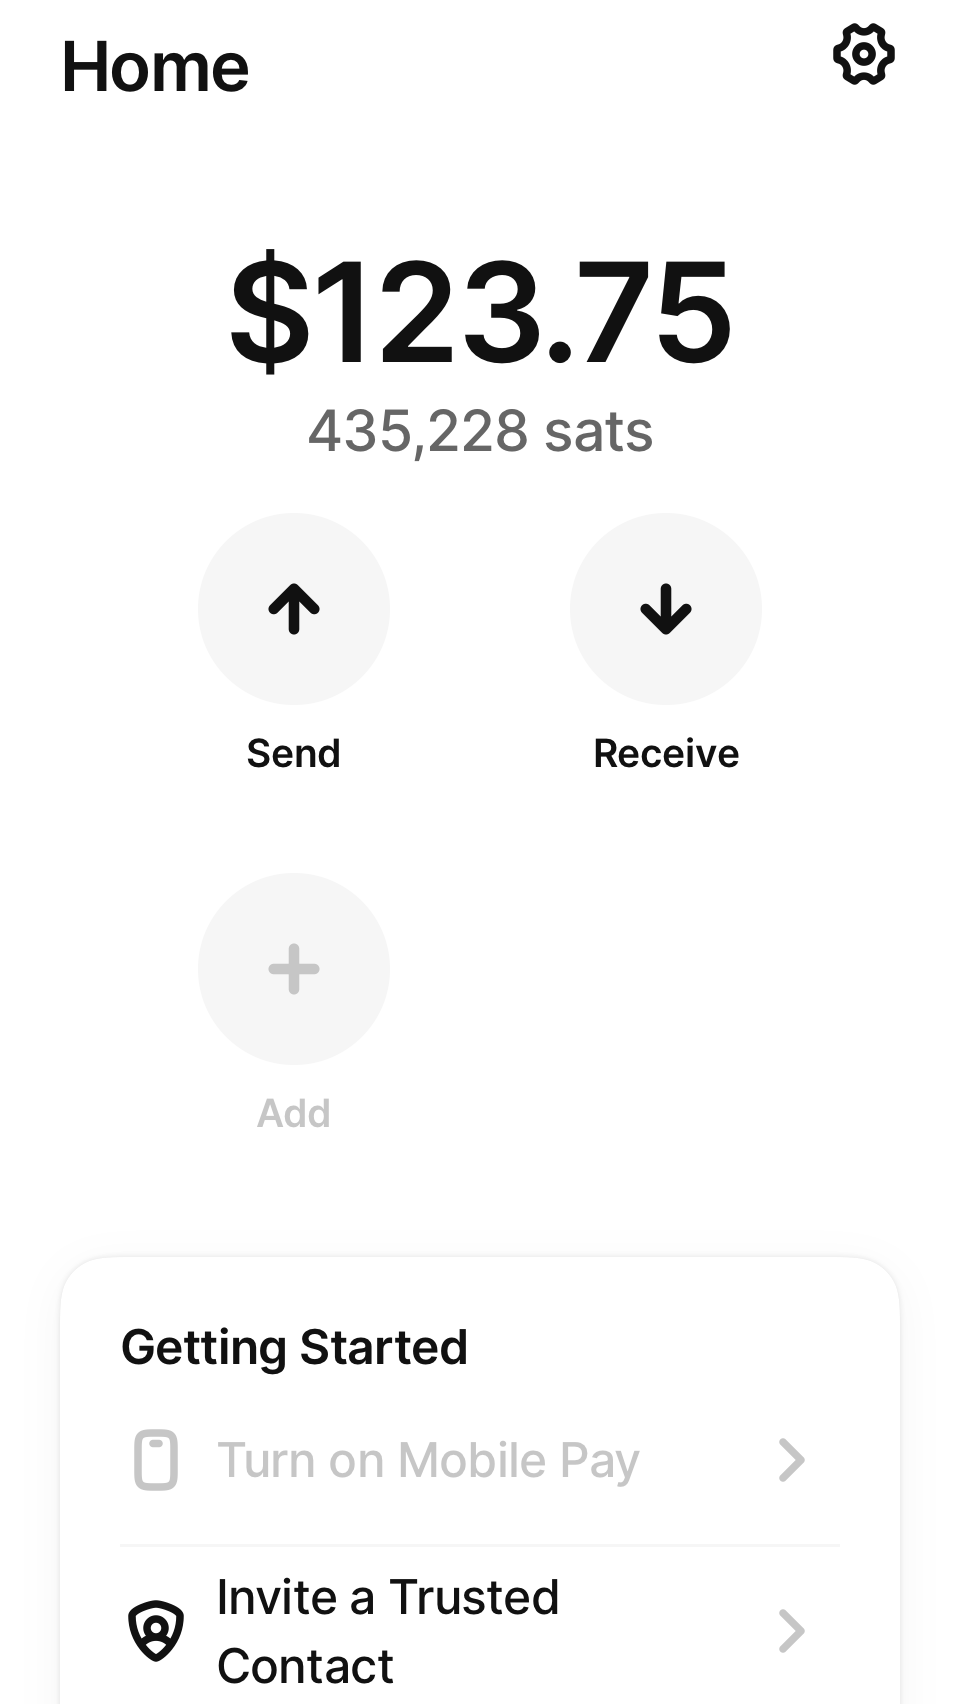 Home
$123.75
435,228 sats
Send
Receive
Add
Getting Started
Turn on Mobile Pay
Invite a Trusted
Contact